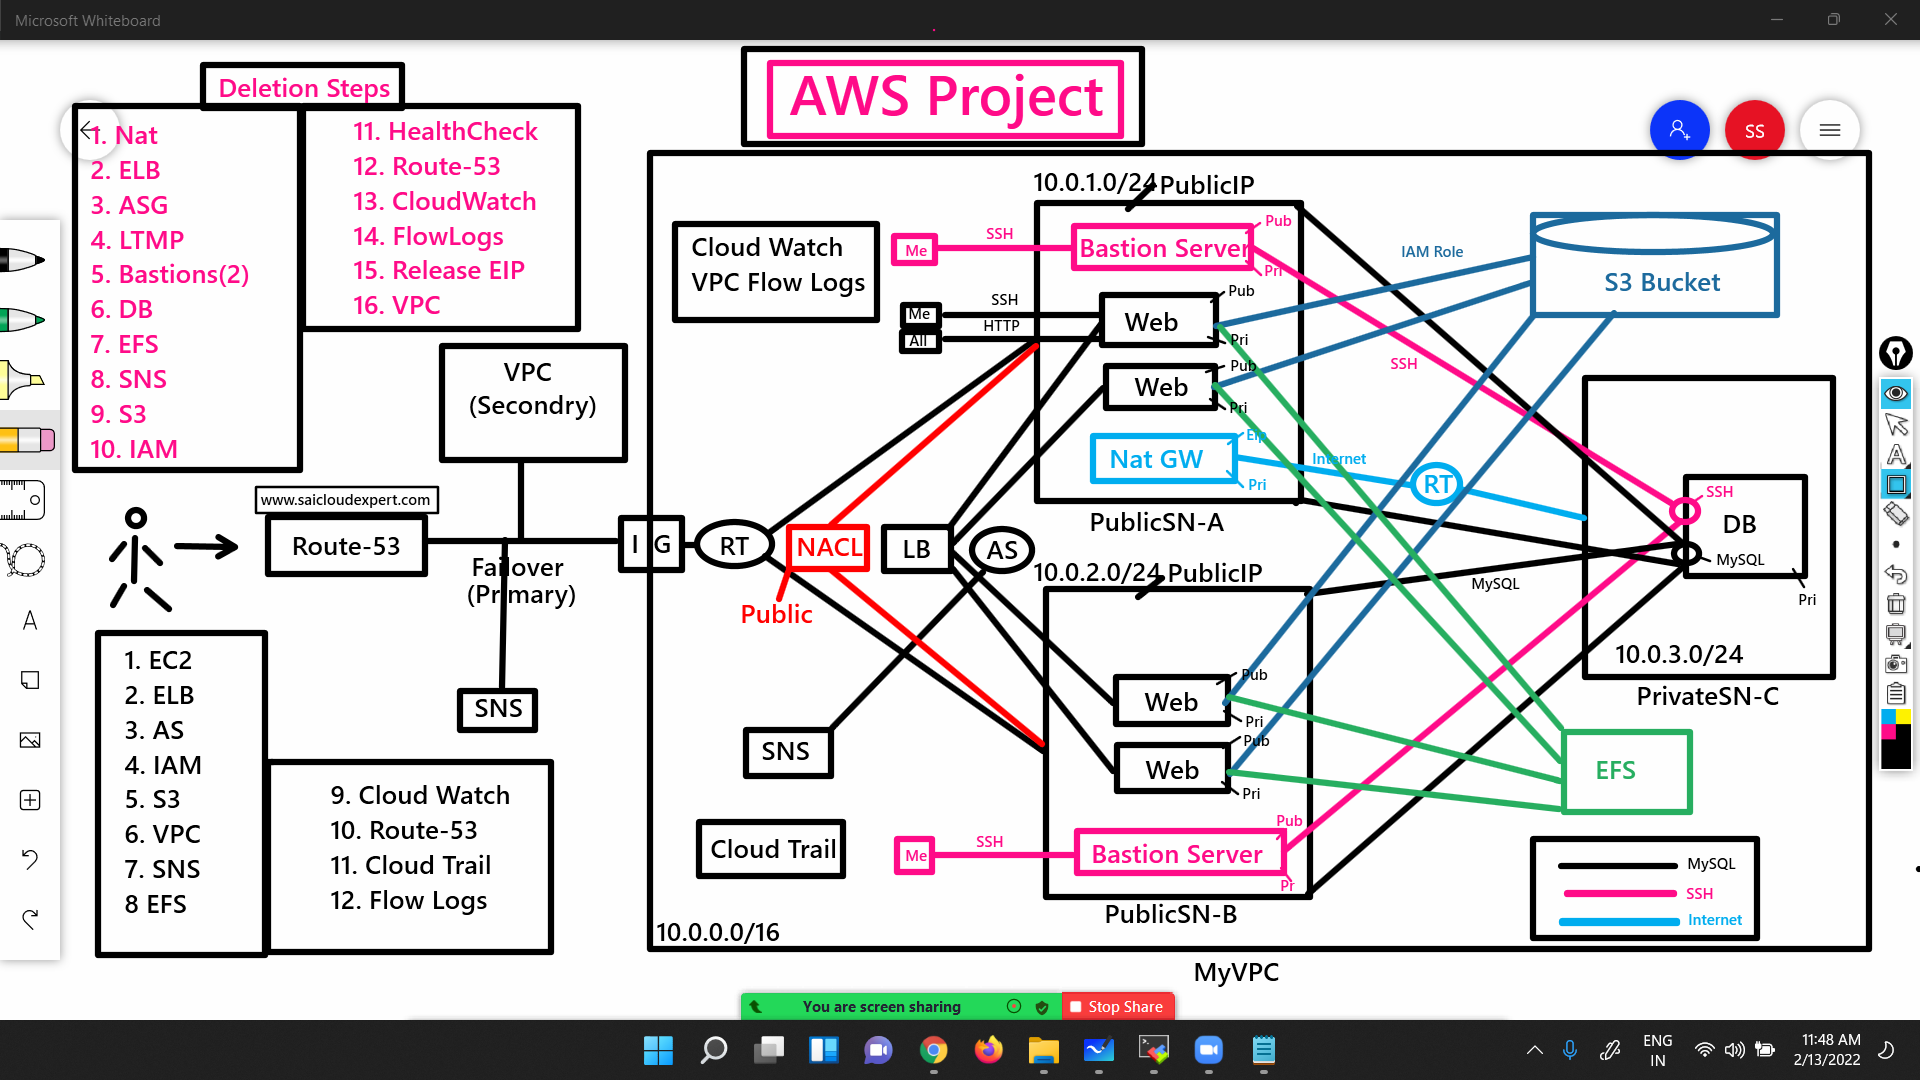 Microsoft Whiteboard
Deletion Steps
1. Nat
2. ELB
3. ASG
4. LTMP
5. Bastions(2)
6. DB
7. EFE
8. SNS
9. S3
10. IAM
11. HealthCheck
12. Route-53
13. CloudWatch
14. FlowLogs
15. Release EIP
16. VPC
AWS Project
SS
VPC
(Secondry)
www.saicloudexpert.com
Route-53
Failover
(Primary)
SNS
1. EC2
2. ELB
3. AS
4. IAM
5. S3
6. VPC
7. SNS
8 EFS
9. Cloud Watch
10. Route-53
11. Cloud Trail
12. Flow Logs
Cloud Watch
VPC Flow Logs
I G
RT
NACL
Public
LB
AS
SNS
Cloud Trail
10.0.0.0/16
MyVPC
10.0.1.0/24 PublicIP
Me
SSH
Bastion Server
Pub
Pri
Me
SSH
All
HTTP
Web
Pub
Pri
Web
Pub
Pri
Nat GW
Eip
Pri
Internet
RT
PublicSN-A
10.0.2.0/24 PublicIP
Web
Pub
Pri
Web
Pub
Pri
Me
SSH
Bastion Server
Pub
Pr
PublicSN-B
IAM Role
S3 Bucket
SSH
MySQL
SSH
DB
MySQL
Pri
10.0.3.0/24
PrivateSN-C
EFS
MySQL
SSH
Internet
You are screen sharing
Stop Share
A
A
ENG
IN
11:48 AM
2/13/2022